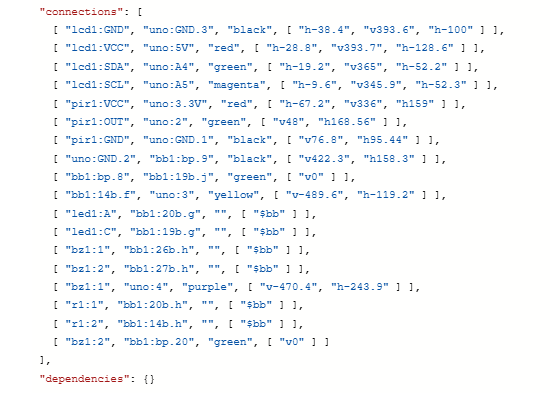 "connections": [
[ "lcd1:GND", "uno:GND.3", "black", [ "h-38.4", "v393.6", "h-100" ] ],
[ "lcd1:VCC", "uno:5V", "red", [ "h-28.8", "v393.7", "h-128.6" ] ],
[ "lcd1:SDA", "uno:A4", "green", [ "h-19.2", "v365", "h-52.2" ] ],
[ "lcd1:SCL", "uno:A5", "magenta", [ "h-9.6", "v345.9", "h-52.3" ] ],
[ "pir1:VCC", "uno:3.3V", "red", [ "h-67.2", "v336", "h159" ] ],
[ "pir1:OUT", "uno:2", "green", [ "v48", "h168.56" ] ],
[ "pir1:GND", "uno:GND.1", "black", [ "v76.8", "h95.44" ] ],
[ "uno:GND.2", "bb1:bp.9", "black", [ "v422.3", "h158.3" ] ],
[ "bb1:bp.8", "bb1:19b.j", "green", [ "v0" ] ],
[ "bb1:14b.f", "uno:3", "yellow", [ "v-489.6", "h-119.2" ] ],
[ "led1:A", "bb1:20b.g", "", [ "$bb" ] ],
[ "led1:C", "bb1:19b.g", "", [ "$bb" ] ],
[ "bz1:1", "bb1:26b.h", "", [ "$bb" ] ],
[ "bz1:2", "bb1:27b.h", "", [ "$bb" ] ],
[ "bz1:1", "uno:4", "purple", [ "v-470.4", "h-243.9" ] ],
[ "r1:1", "bb1:20b.h", "", [ "$bb" ] ],
[ "r1:2", "bb1:14b.h", "", [ "$bb" ] ],
[ "bz1:2", "bb1:bp.20", "green", [ "v0" ] ]
],
"dependencies": {}